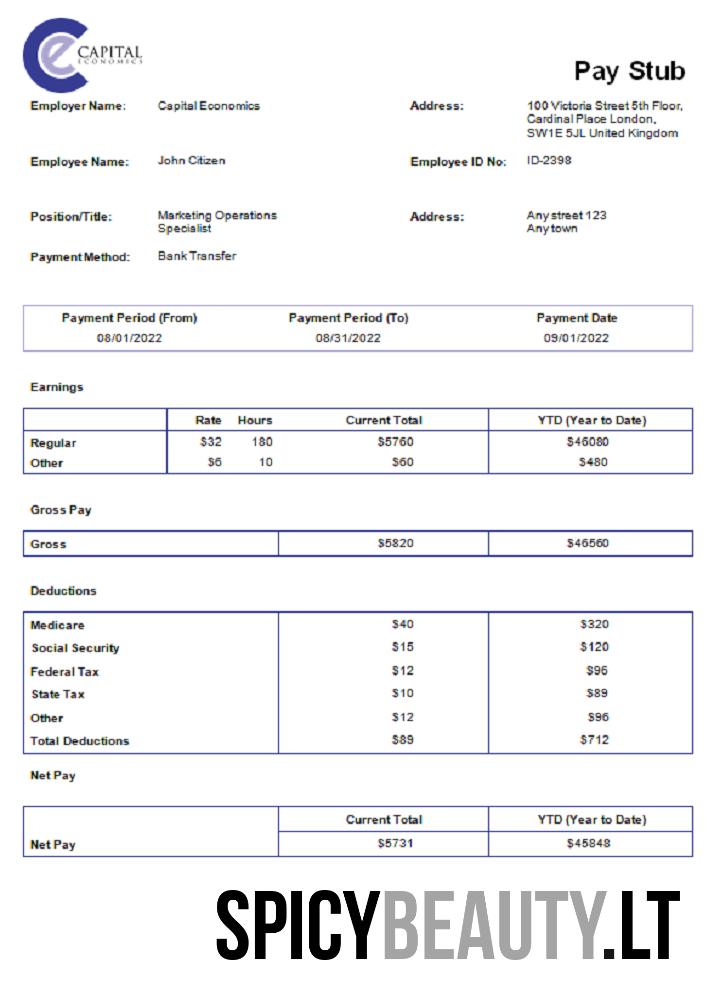 Ce CAPITAL
ECONOMICS
Pay Stub
Employer Name: Capital Economics Address: 100 Victoria Street 5th Floor,
Cardinal Place London,
SW1E 5JL United Kingdom
Employee Name: John Citizen Employee ID No: ID-2398
Position/Title: Marketing Operations Address: Any street 123
Specialist Any town
Payment Method: Bank Transfer
Payment Period (From) Payment Period (To) Payment Date
08/01/2022 08/31/2022 09/01/2022
Earnings
Rate Hours Current Total YTD (Year to Date)
Regular $32 180 $5760 $46080
Other $6 10 $60 $480
Gross Pay
Gross $5820 $46560
Deductions
Medicare $40 $320
Social Security $15 $120
Federal Tax $12 $96
State Tax $10 $89
Other $12 $96
Total Deductions $89 $712
Net Pay
Current Total YTD (Year to Date)
Net Pay $5731 $45848
SPICYBEAUTY.LT